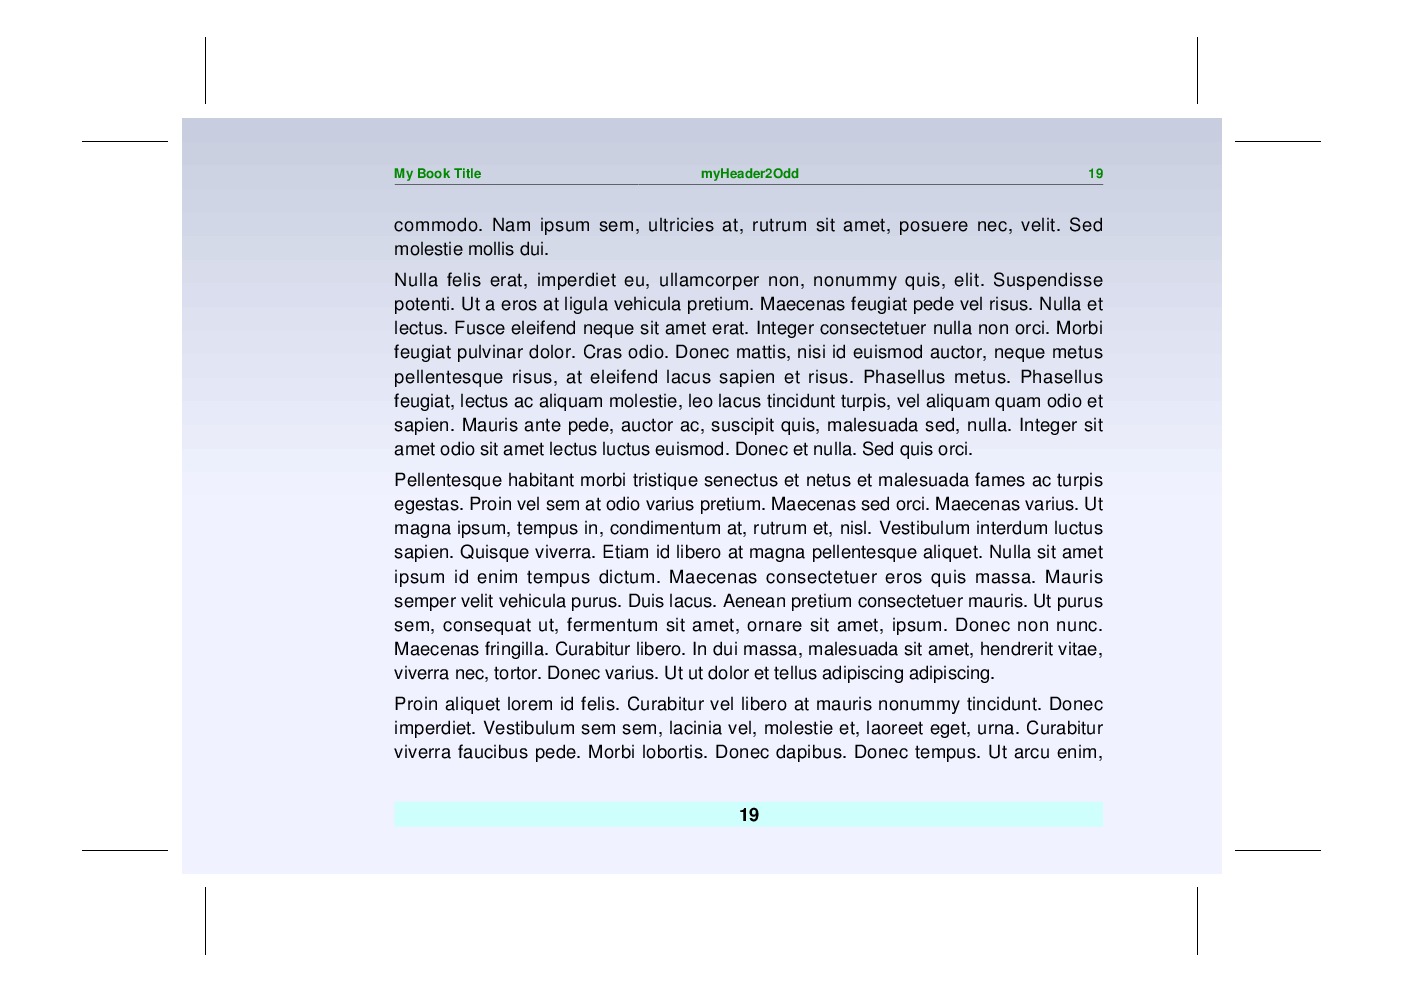 My Book Title myHeader2Odd 19
commodo. Nam ipsum sem, ultricies at, rutrum sit amet, posuere nec, velit. Sed
molestie mollis dui.
Nulla felis erat, imperdiet eu, ullamcorper non, nonummy quis, elit. Suspendisse
potenti. Ut a eros at ligula vehicula pretium. Maecenas feugiat pede vel risus. Nulla et
lectus. Fusce eleifend neque sit amet erat. Integer consectetuer nulla non orci. Morbi
feugiat pulvinar dolor. Cras odio. Donec mattis, nisi id euismod auctor, neque metus
pellentesque risus, at eleifend lacus sapien et risus. Phasellus metus. Phasellus
feugiat, lectus ac aliquam molestie, leo lacus tincidunt turpis, vel aliquam quam odio et
sapien. Mauris ante pede, auctor ac, suscipit quis, malesuada sed, nulla. Integer sit
amet odio sit amet lectus luctus euismod. Donec et nulla. Sed quis orci.
Pellentesque habitant morbi tristique senectus et netus et malesuada fames ac turpis
egestas. Proin vel sem at odio varius pretium. Maecenas sed orci. Maecenas varius. Ut
magna ipsum, tempus in, condimentum at, rutrum et, nisl. Vestibulum interdum luctus
sapien. Quisque viverra. Etiam id libero at magna pellentesque aliquet. Nulla sit amet
ipsum id enim tempus dictum. Maecenas consectetuer eros quis massa. Mauris
semper velit vehicula purus. Duis lacus. Aenean pretium consectetuer mauris. Ut purus
sem, consequat ut, fermentum sit amet, ornare sit amet, ipsum. Donec non nunc.
Maecenas fringilla. Curabitur libero. In dui massa, malesuada sit amet, hendrerit vitae,
viverra nec, tortor. Donec varius. Ut ut dolor et tellus adipiscing adipiscing.
Proin aliquet lorem id felis. Curabitur vel libero at mauris nonummy tincidunt. Donec
imperdiet. Vestibulum sem sem, lacinia vel, molestie et, laoreet eget, urna. Curabitur
viverra faucibus pede. Morbi lobortis. Donec dapibus. Donec tempus. Ut arcu enim,
19